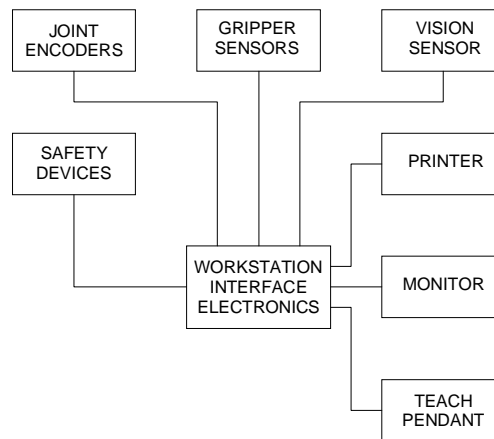 JOINT
ENCODERS
GRIPPER
SENSORS
VISION
SENSOR
SAFETY
DEVICES
PRINTER
WORKSTATION
INTERFACE
ELECTRONICS
MONITOR
TEACH
PENDANT